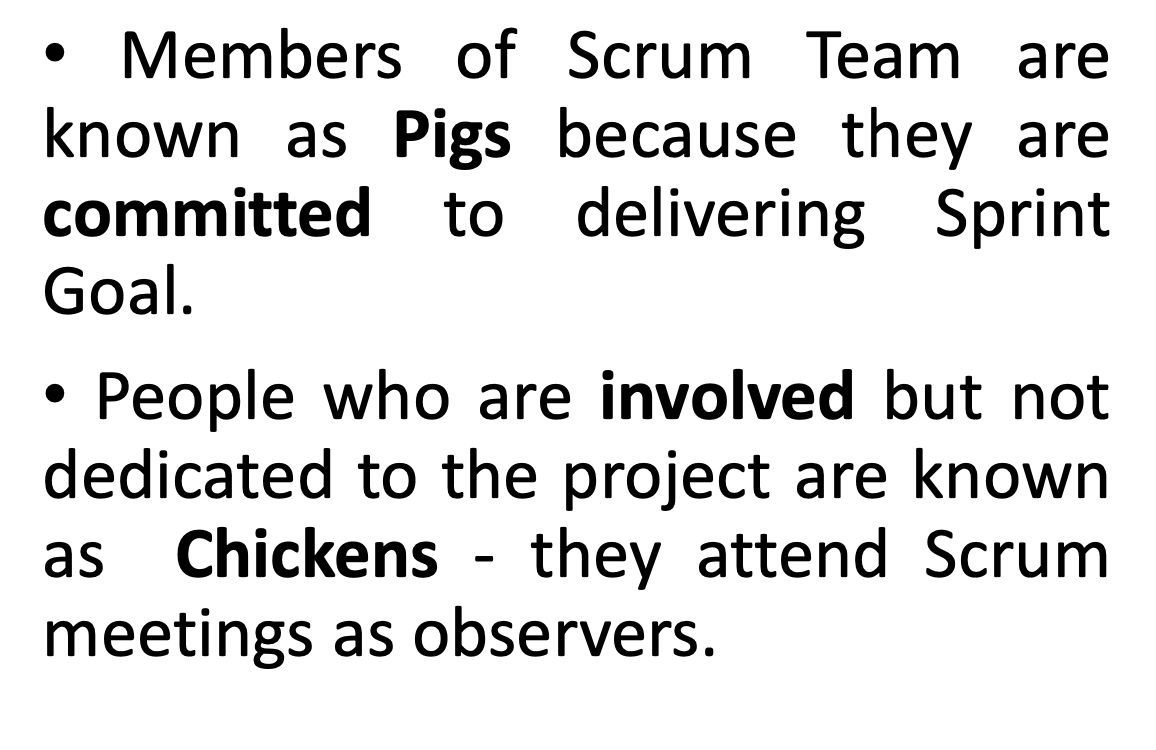 • Members of Scrum Team are
known as Pigs because they are
committed to delivering Sprint
Goal.
• People who are involved but not
dedicated to the project are known
as Chickens - they attend Scrum
meetings as observers.